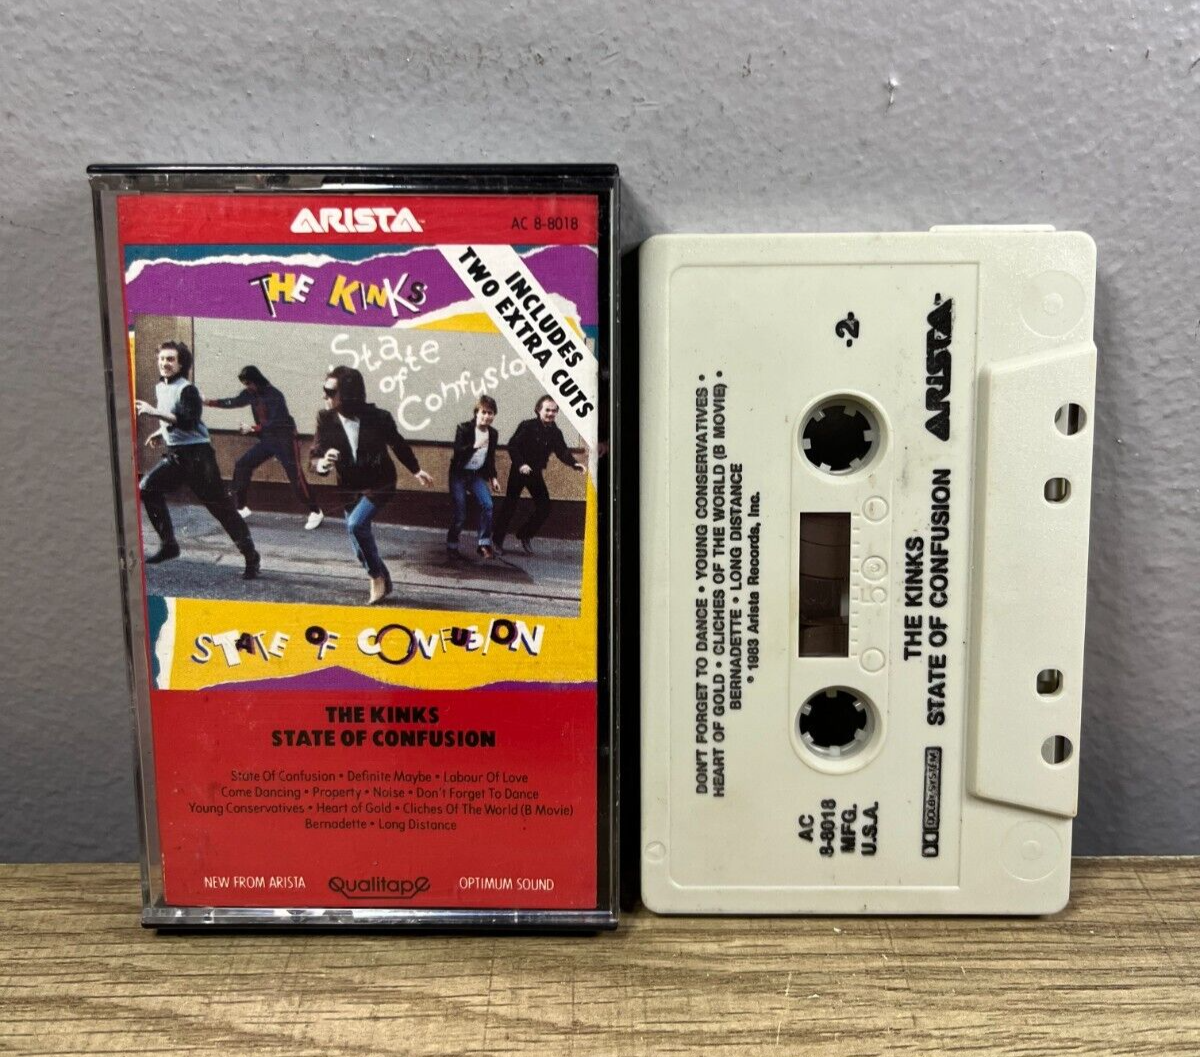 ARISTA™
AC 8-8018
THE KINKS
INCLUDES
TWO EXTRA CUTS
State
of
Confusion
STATE OF CONFUSION
THE KINKS
STATE OF CONFUSION
State Of Confusion • Definite Maybe • Labour Of Love
Come Dancing • Property • Noise • Don't Forget To Dance
Young Conservatives • Heart of Gold • Cliches Of The World (B Movie)
Bernadette • Long Distance
NEW FROM ARISTA
Qualitape
OPTIMUM SOUND
DON'T FORGET TO DANCE • YOUNG CONSERVATIVES •
HEART OF GOLD • CLICHES OF THE WORLD (B MOVIE) •
BERNADETTE • LONG DISTANCE
℗ 1983 Arista Records, Inc.
-2-
50
AC
8-8018
MFG.
U.S.A.
THE KINKS
STATE OF CONFUSION
ARISTA™
DOLBY SYSTEM